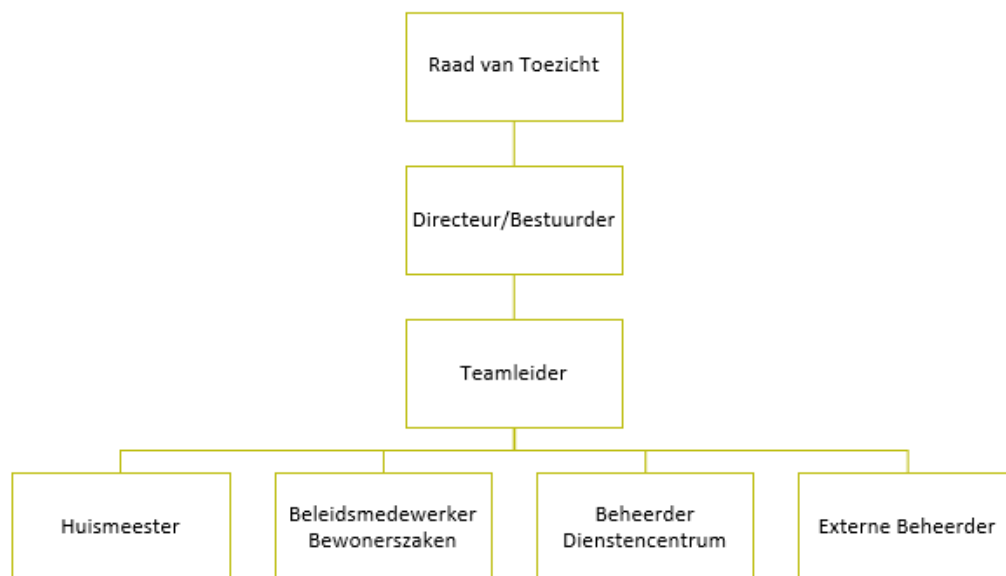 Raad van Toezicht
Directeur/Bestuurder
Teamleider
Huismeester
Beleidsmedewerker
Bewonerszaken
Beheerder
Dienstencentrum
Externe Beheerder